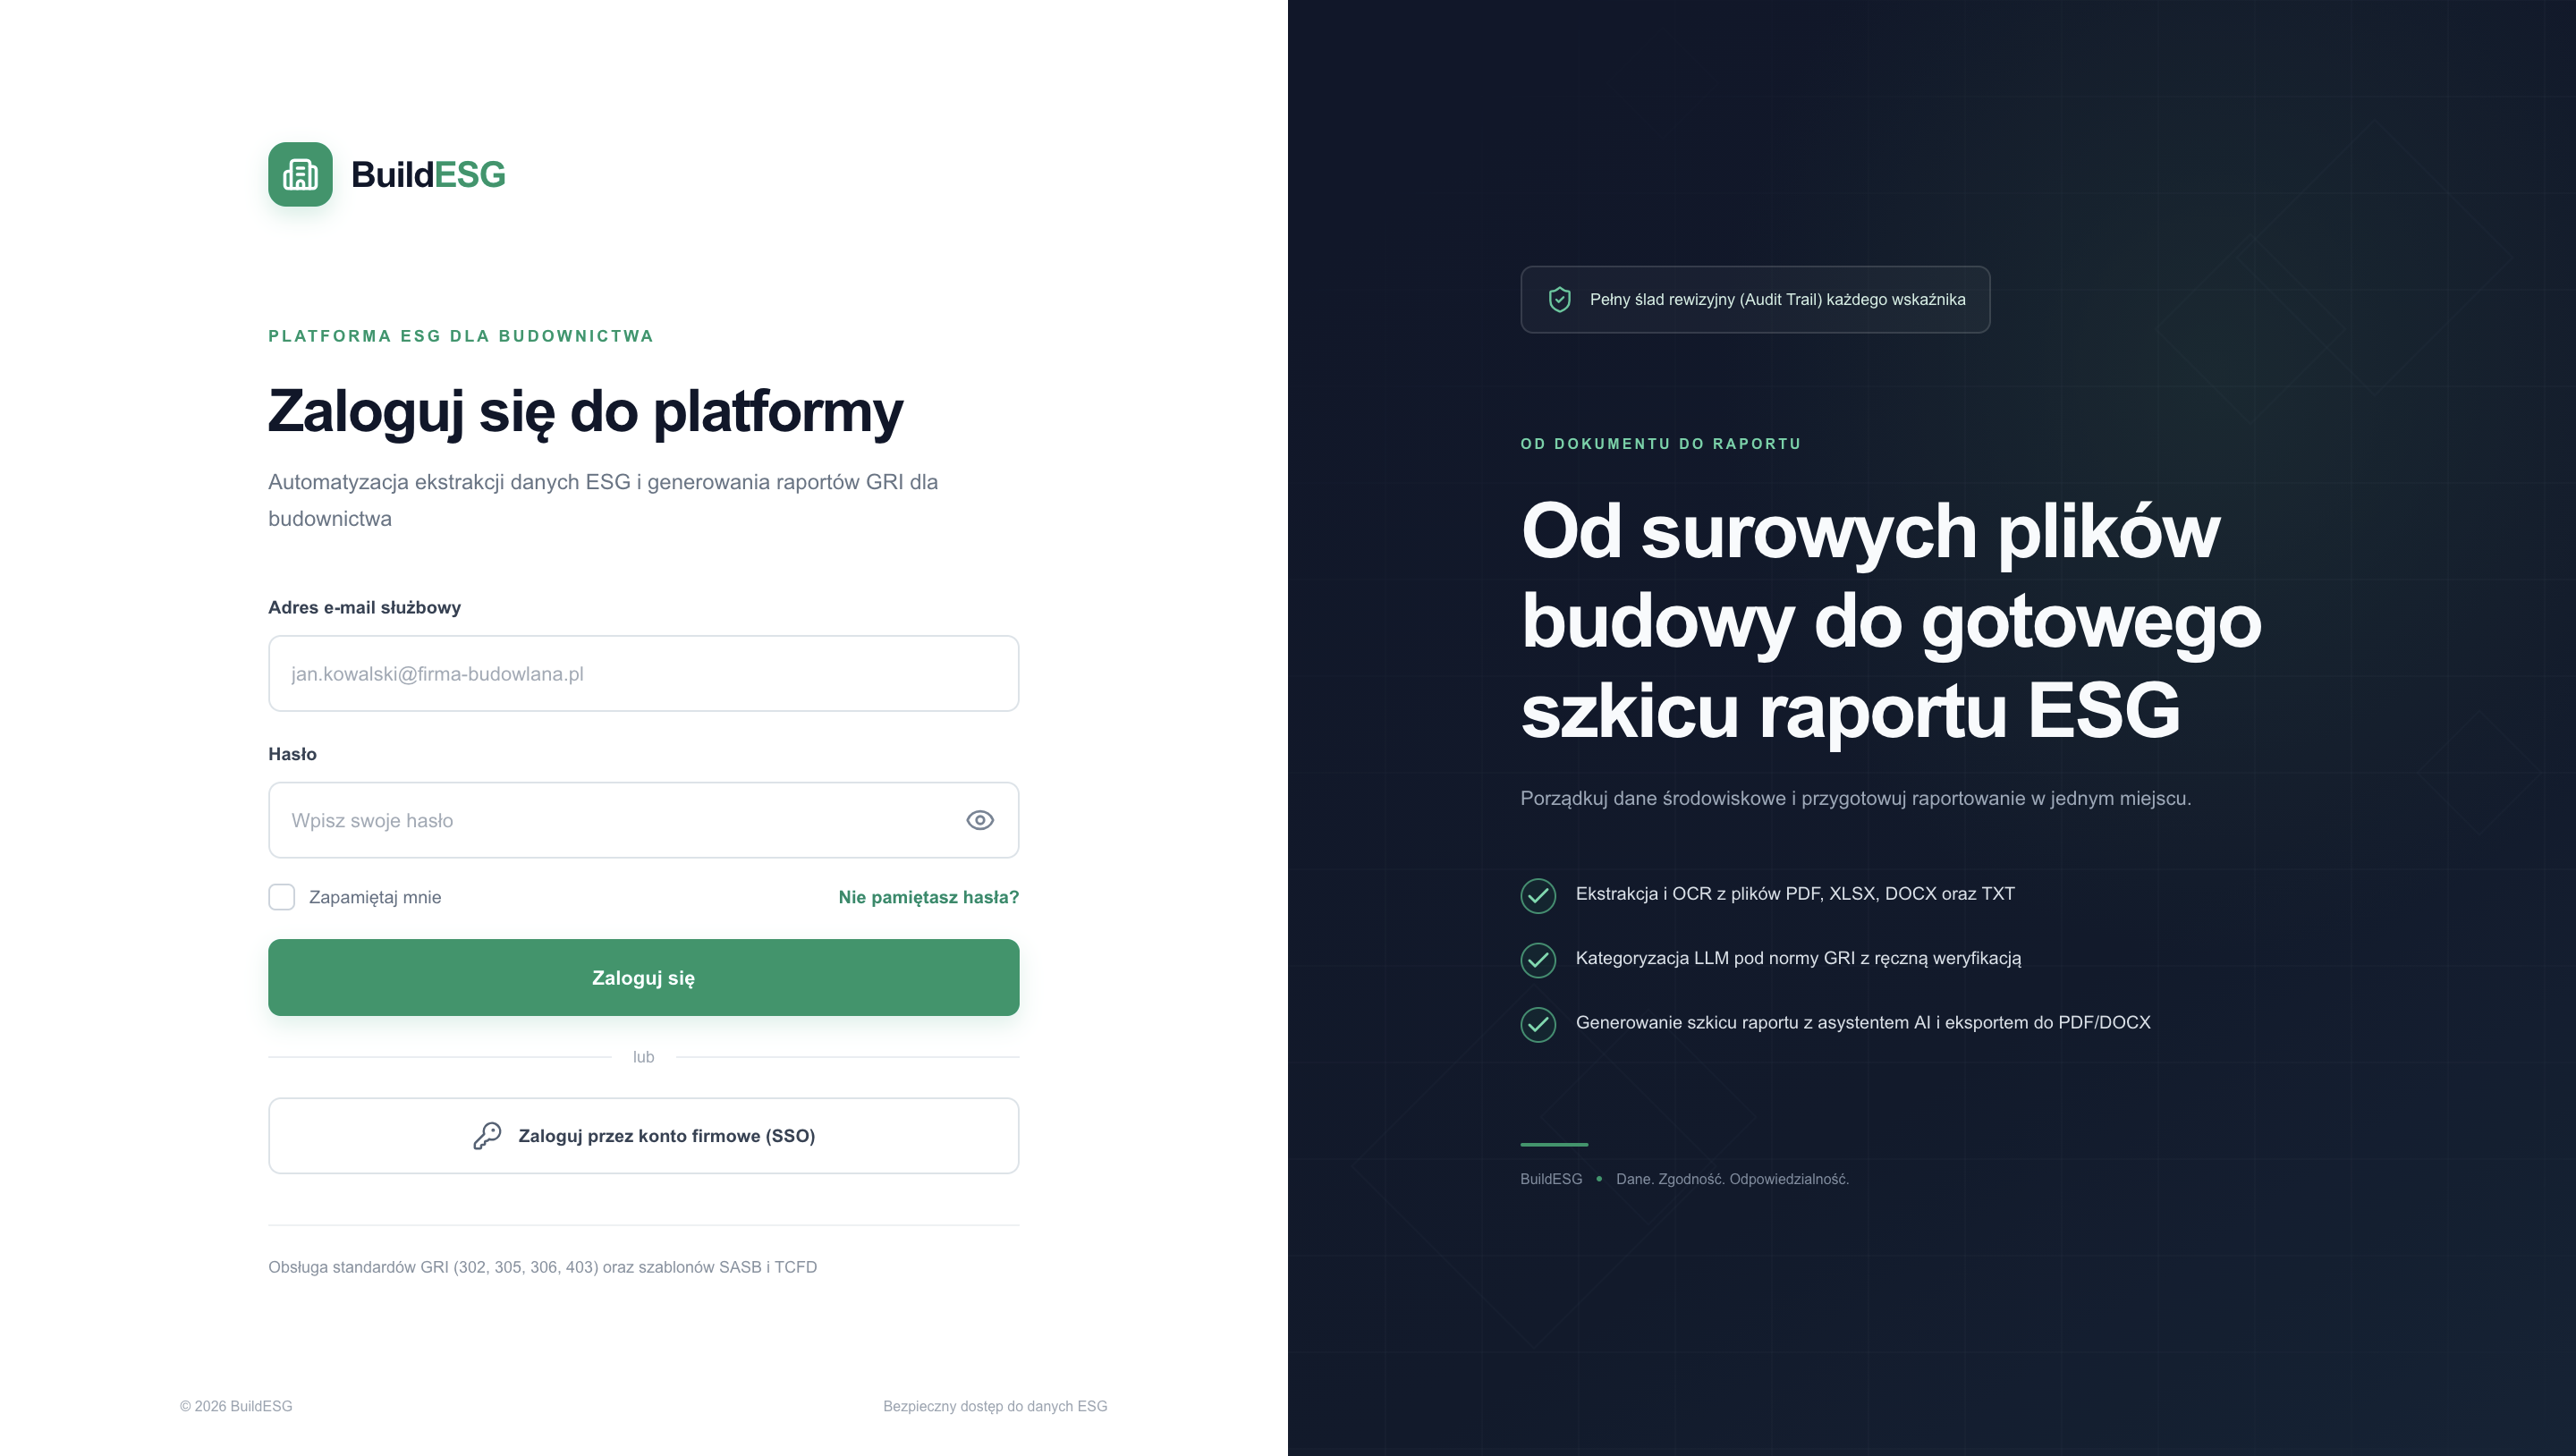 BuildESG
PLATFORMA ESG DLA BUDOWNICTWA
Zaloguj się do platformy
Automatyzacja ekstrakcji danych ESG i generowania raportów GRI dla
budownictwa
Adres e-mail służbowy
jan.kowalski@firma-budowlana.pl
Hasło
Wpisz swoje hasło
Zapamiętaj mnie
Nie pamiętasz hasła?
Zaloguj się
lub
Zaloguj przez konto firmowe (SSO)
Obsługa standardów GRI (302, 305, 306, 403) oraz szablonów SASB i TCFD
© 2026 BuildESG
Bezpieczny dostęp do danych ESG
Pełny ślad rewizyjny (Audit Trail) każdego wskaźnika
OD DOKUMENTU DO RAPORTU
Od surowych plików
budowy do gotowego
szkicu raportu ESG
Porządkuj dane środowiskowe i przygotowuj raportowanie w jednym miejscu.
Ekstrakcja i OCR z plików PDF, XLSX, DOCX oraz TXT
Kategoryzacja LLM pod normy GRI z ręczną weryfikacją
Generowanie szkicu raportu z asystentem AI i eksportem do PDF/DOCX
BuildESG • Dane. Zgodność. Odpowiedzialność.